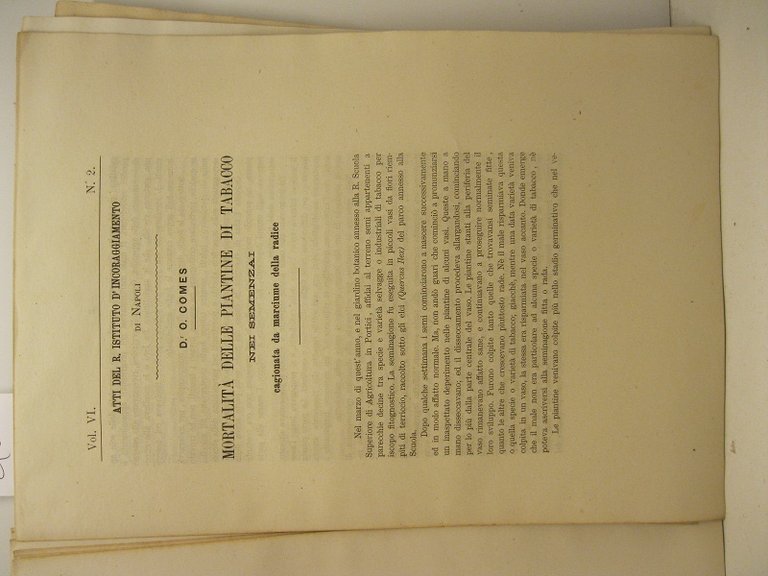 Vol. VI. N.° 2.
ATTI DEL R. ISTITUTO D'INCORAGGIAMENTO
DI NAPOLI
Dr. O. COMES
MORTALITÀ DELLE PIANTINE DI TABACCO
NEI SEMENZAI
cagionata da marciume della radice
Nel marzo di quest'anno, e nel giardino botanico annesso alla R. Scuola
Superiore di Agricoltura in Portici, affidai al terreno semi appartenenti a
parecchie decine tra specie e varietà selvagge o industriali di tabacco per
iscopo fitognostico. La seminagione fu eseguita in piccoli vasi da fiori riem-
piti di terriccio, raccolto sotto gli elci (Quercus Ilex) del parco annesso alla
Scuola.
Dopo qualche settimana i semi cominciarono a nascere successivamente
ed in modo affatto normale. Ma, non andò guari che cominciò a pronunziarsi
un inaspettato deperimento nelle piantine di alcuni vasi. Queste a mano a
mano disseccavano; ed il disseccamento procedeva allargandosi, cominciando
per lo più dalla parte centrale del vaso. Le piantine stanti alla periferia del
vaso rimanevano affatto sane, e continuavano a proseguire normalmente il
loro sviluppo. Furono colpite tanto quelle che trovavansi seminate fitte,
quanto le altre che crescevano piuttosto rade. Nè il male risparmiava questa
o quella specie o varietà di tabacco; giacchè, mentre una data varietà veniva
colpita in un vaso, la stessa era risparmiata nel vaso accanto. Donde emerge
che il male non era particolare ad alcuna specie o varietà di tabacco, nè
poteva ascriversi alla seminagione fitta o rada.
Le piantine venivano colpite più nello stadio germinativo che nel ve-